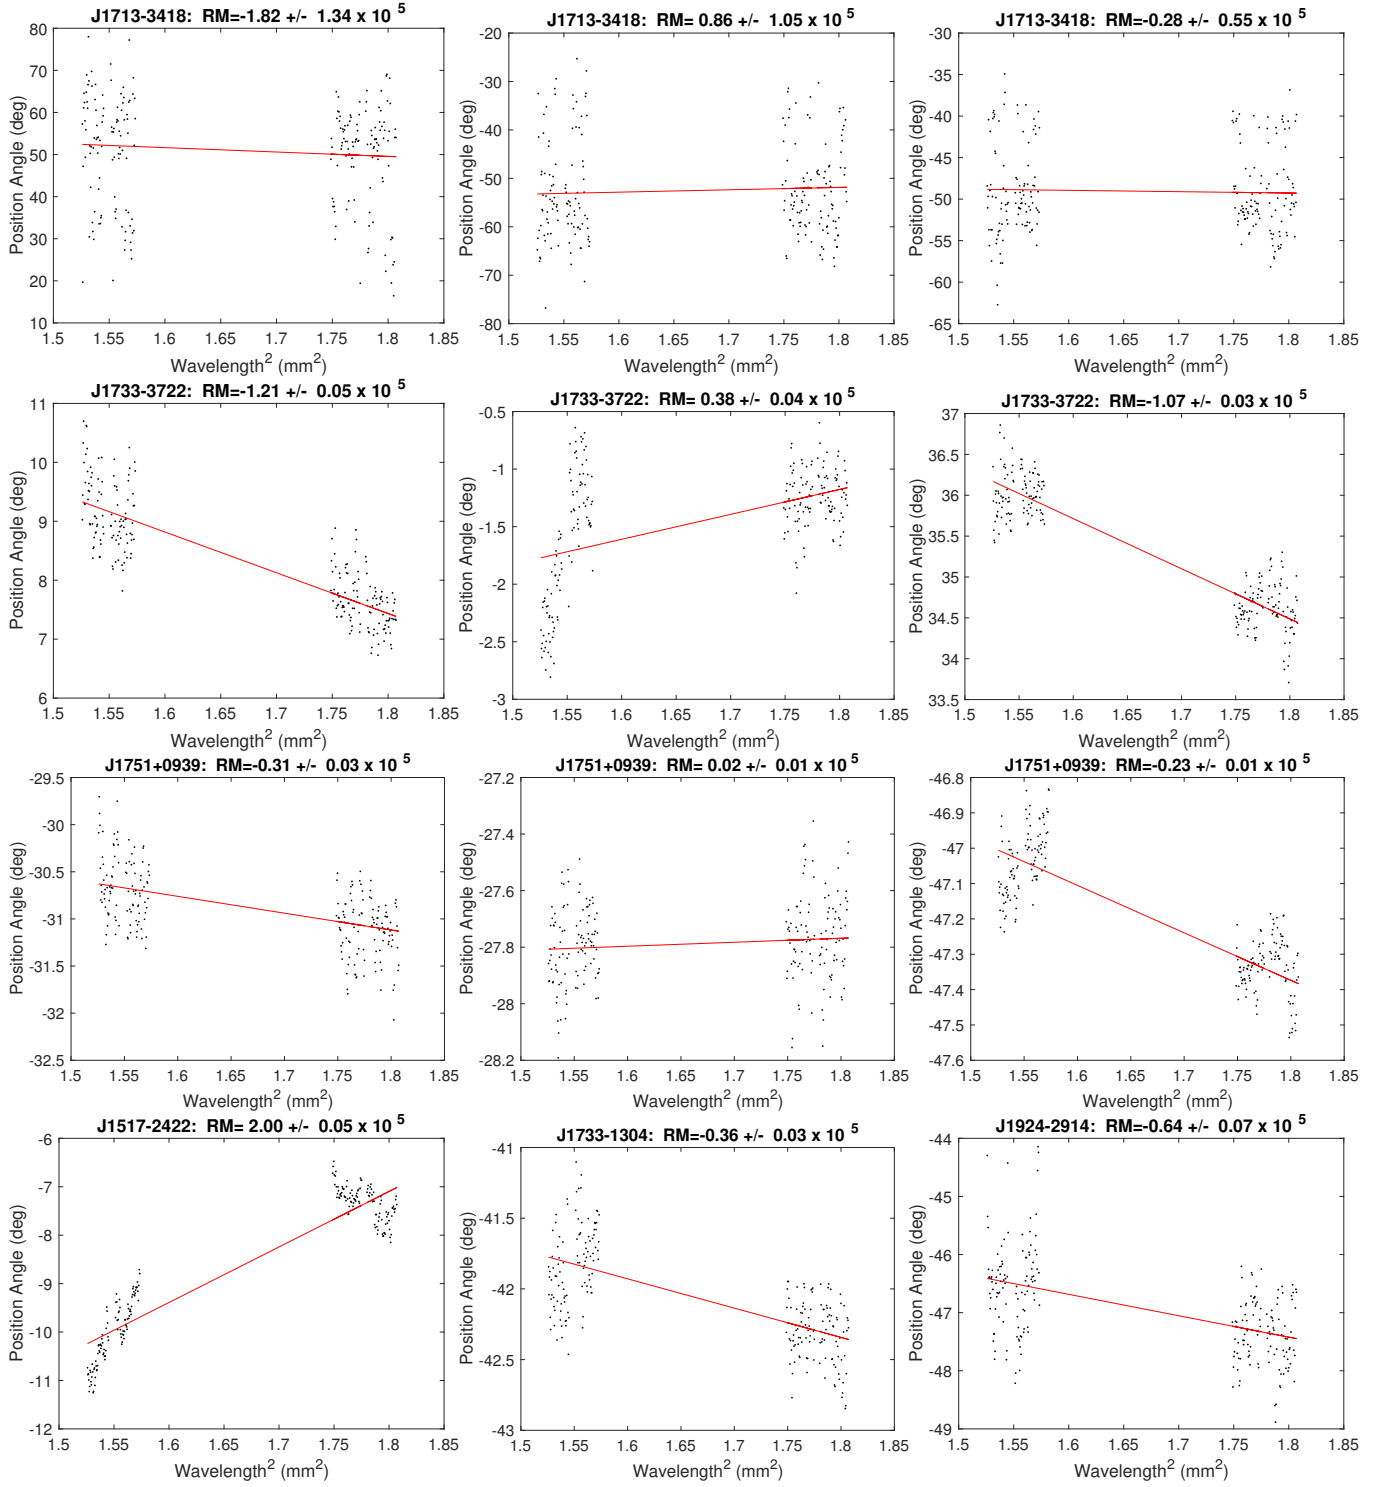 J1713-3418: RM=-1.82 +/- 1.34 x 10 5
80
70
60
50
40
30
20
10
Position Angle (deg)
1.5 1.55 1.6 1.65 1.7 1.75 1.8 1.85
Wavelength2 (mm2)
J1713-3418: RM= 0.86 +/- 1.05 x 10 5
-20
-30
-40
-50
-60
-70
-80
Position Angle (deg)
1.5 1.55 1.6 1.65 1.7 1.75 1.8 1.85
Wavelength2 (mm2)
J1713-3418: RM=-0.28 +/- 0.55 x 10 5
-30
-35
-40
-45
-50
-55
-60
-65
Position Angle (deg)
1.5 1.55 1.6 1.65 1.7 1.75 1.8 1.85
Wavelength2 (mm2)
J1733-3722: RM=-1.21 +/- 0.05 x 10 5
11
10
9
8
7
6
Position Angle (deg)
1.5 1.55 1.6 1.65 1.7 1.75 1.8 1.85
Wavelength2 (mm2)
J1733-3722: RM= 0.38 +/- 0.04 x 10 5
-0.5
-1
-1.5
-2
-2.5
-3
Position Angle (deg)
1.5 1.55 1.6 1.65 1.7 1.75 1.8 1.85
Wavelength2 (mm2)
J1733-3722: RM=-1.07 +/- 0.03 x 10 5
37
36.5
36
35.5
35
34.5
34
33.5
Position Angle (deg)
1.5 1.55 1.6 1.65 1.7 1.75 1.8 1.85
Wavelength2 (mm2)
J1751+0939: RM=-0.31 +/- 0.03 x 10 5
-29.5
-30
-30.5
-31
-31.5
-32
-32.5
Position Angle (deg)
1.5 1.55 1.6 1.65 1.7 1.75 1.8 1.85
Wavelength2 (mm2)
J1751+0939: RM= 0.02 +/- 0.01 x 10 5
-27.2
-27.4
-27.6
-27.8
-28
-28.2
Position Angle (deg)
1.5 1.55 1.6 1.65 1.7 1.75 1.8 1.85
Wavelength2 (mm2)
J1751+0939: RM=-0.23 +/- 0.01 x 10 5
-46.8
-46.9
-47
-47.1
-47.2
-47.3
-47.4
-47.5
-47.6
Position Angle (deg)
1.5 1.55 1.6 1.65 1.7 1.75 1.8 1.85
Wavelength2 (mm2)
J1517-2422: RM= 2.00 +/- 0.05 x 10 5
-6
-7
-8
-9
-10
-11
-12
Position Angle (deg)
1.5 1.55 1.6 1.65 1.7 1.75 1.8 1.85
Wavelength2 (mm2)
J1733-1304: RM=-0.36 +/- 0.03 x 10 5
-41
-41.5
-42
-42.5
-43
Position Angle (deg)
1.5 1.55 1.6 1.65 1.7 1.75 1.8 1.85
Wavelength2 (mm2)
J1924-2914: RM=-0.64 +/- 0.07 x 10 5
-44
-45
-46
-47
-48
-49
Position Angle (deg)
1.5 1.55 1.6 1.65 1.7 1.75 1.8 1.85
Wavelength2 (mm2)